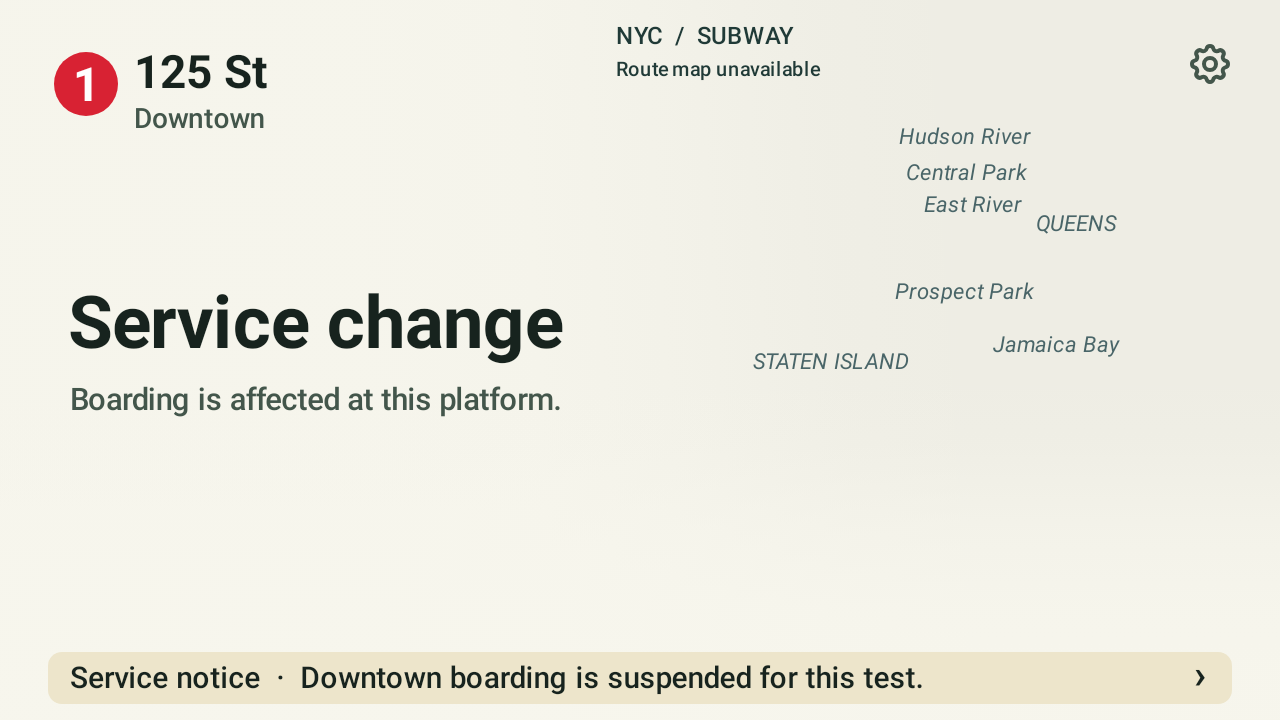 1
125 St
Downtown
NYC / SUBWAY
Route map unavailable
Hudson River
Central Park
East River
QUEENS
Prospect Park
Jamaica Bay
STATEN ISLAND
Service change
Boarding is affected at this platform.
Service notice · Downtown boarding is suspended for this test. ›